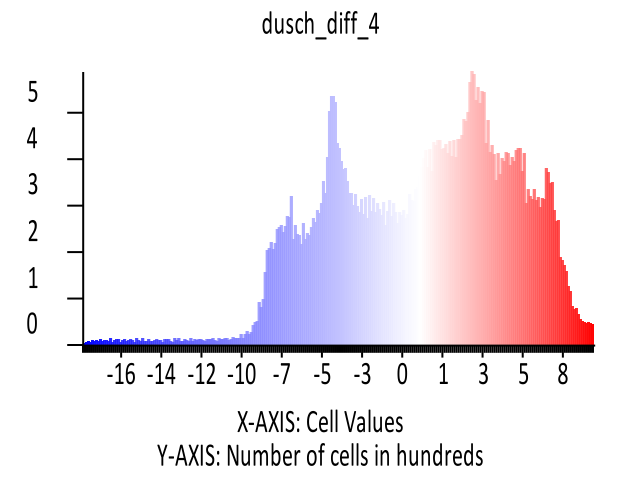 dusch_diff_4
5
4
3
2
1
0
-16 -14 -12 -10 -7 -5 -3 0 1 3 5 8
X-AXIS: Cell Values
Y-AXIS: Number of cells in hundreds